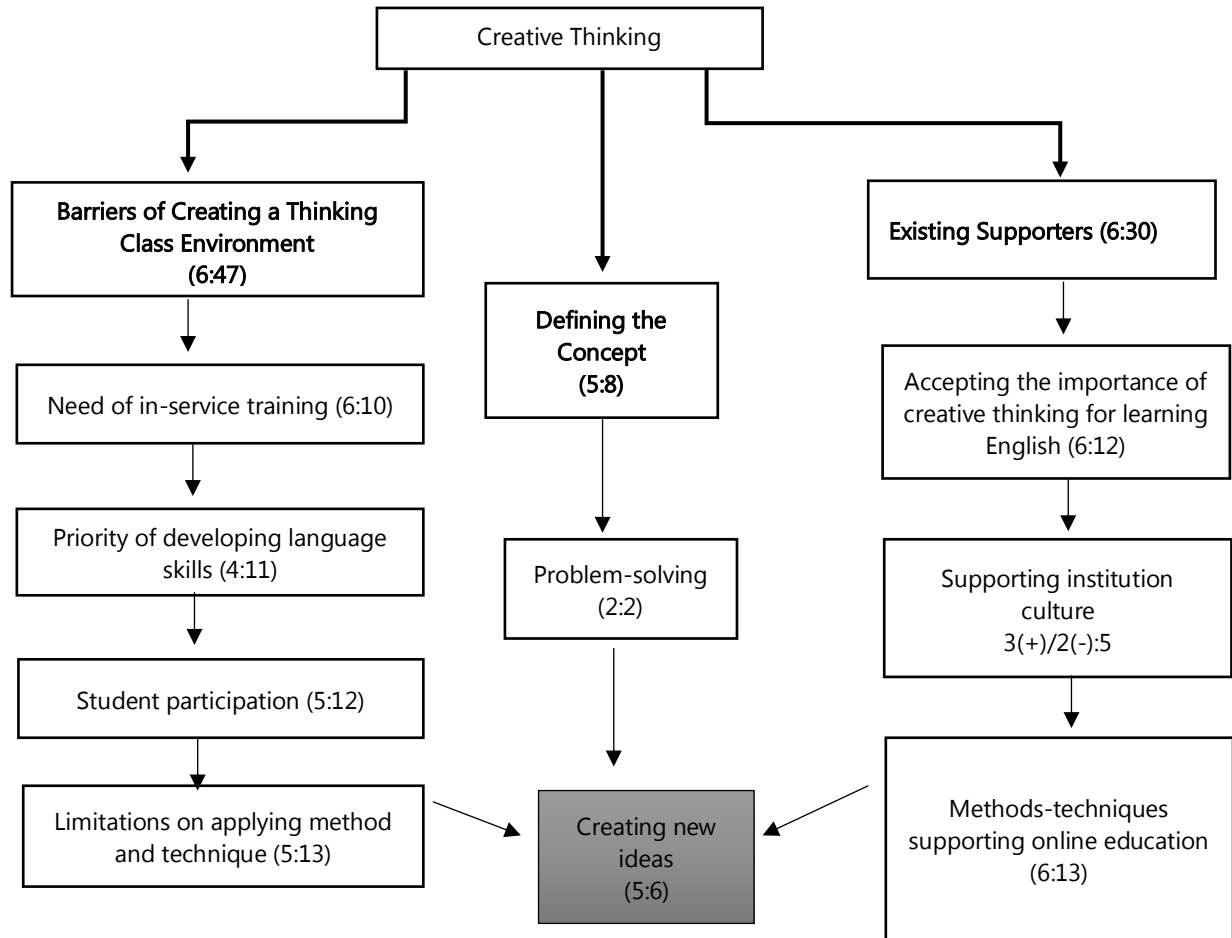 Creative Thinking
Barriers of Creating a Thinking
Class Environment
(6:47)
Need of in-service training (6:10)
Priority of developing language
skills (4:11)
Student participation (5:12)
Limitations on applying method
and technique (5:13)
Defining the
Concept
(5:8)
Problem-solving
(2:2)
Creating new
ideas
(5:6)
Existing Supporters (6:30)
Accepting the importance of
creative thinking for learning
English (6:12)
Supporting institution
culture
3(+)/2(-):5
Methods-techniques
supporting online education
(6:13)